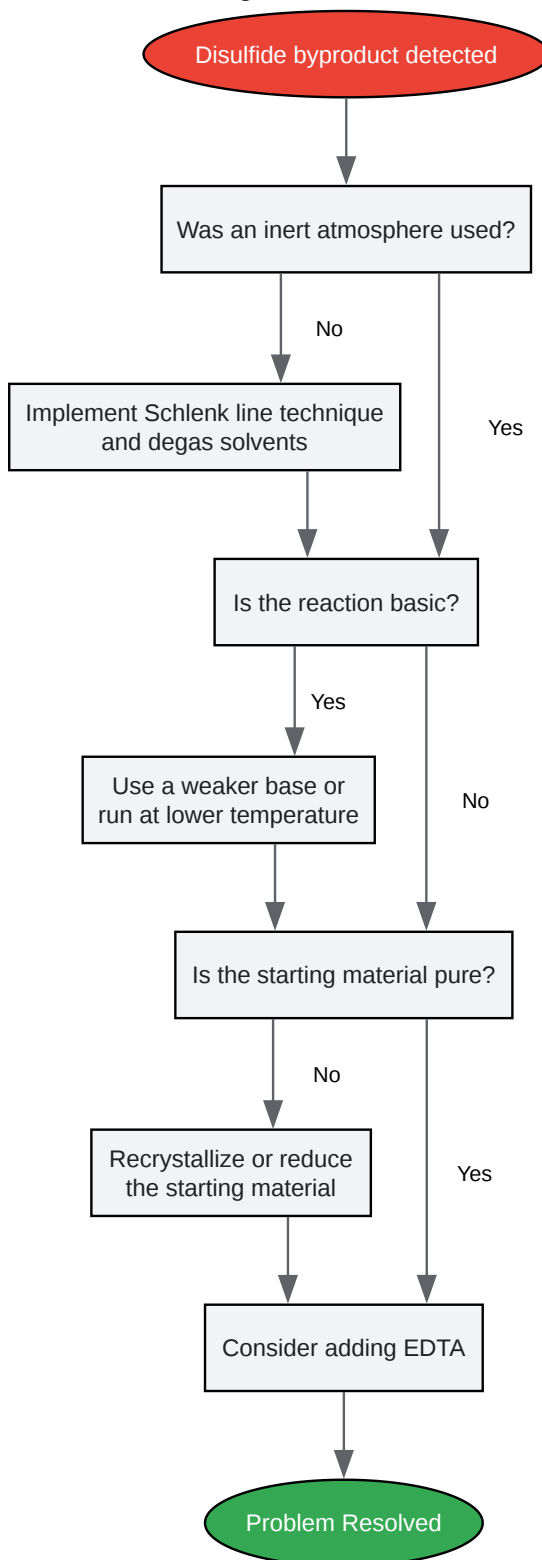 Disulfide byproduct detected
Was an inert atmosphere used?
No
Implement Schlenk line technique
and degas solvents
Yes
Is the reaction basic?
Yes
Use a weaker base or
run at lower temperature
No
Is the starting material pure?
No
Recrystallize or reduce
the starting material
Yes
Consider adding EDTA
Problem Resolved